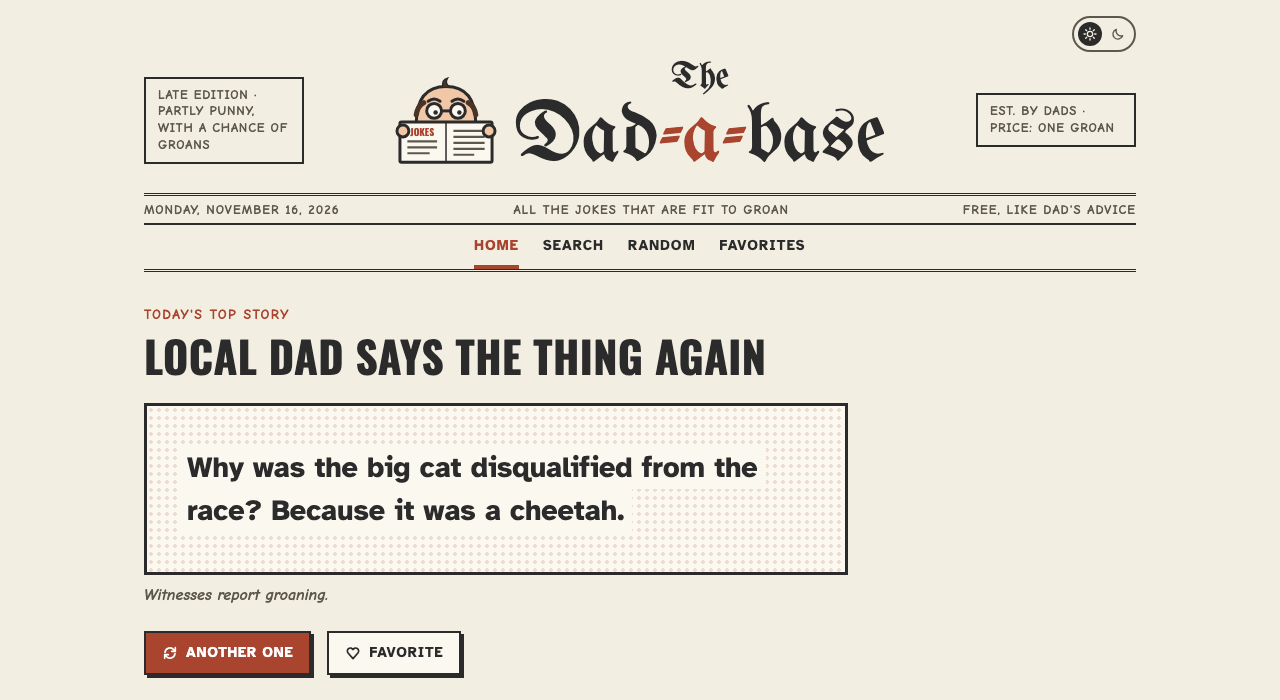 LATE EDITION ·
PARTLY PUNNY,
WITH A CHANCE OF
GROANS
JOKES
The
Dad-a-base
EST. BY DADS ·
PRICE: ONE GROAN
MONDAY, NOVEMBER 16, 2026
ALL THE JOKES THAT ARE FIT TO GROAN
FREE, LIKE DAD'S ADVICE
HOME SEARCH RANDOM FAVORITES
TODAY'S TOP STORY
LOCAL DAD SAYS THE THING AGAIN
Why was the big cat disqualified from the
race? Because it was a cheetah.
Witnesses report groaning.
ANOTHER ONE
FAVORITE